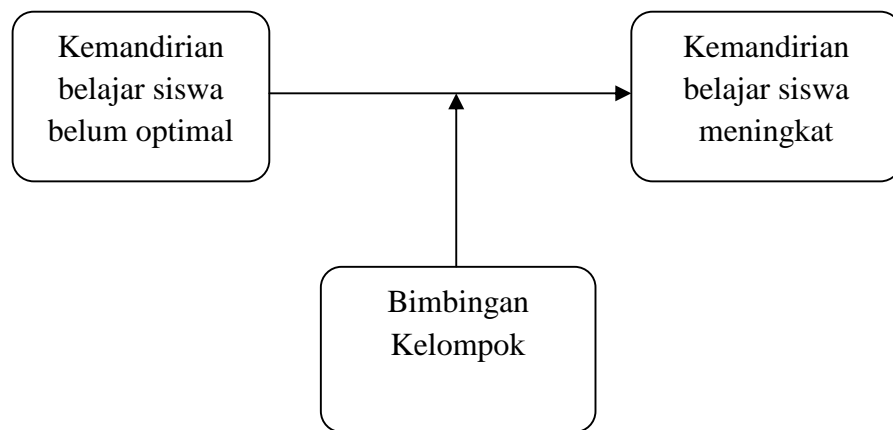 Kemandirian
belajar siswa
belum optimal
Kemandirian
belajar siswa
meningkat
Bimbingan
Kelompok